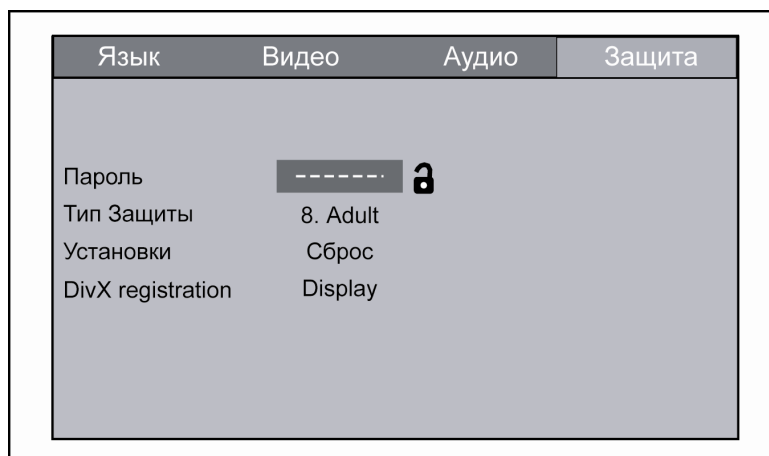 Язык Видео Аудио Защита
Пароль ------
Тип Защиты 8. Adult
Установки Сброс
DivX registration Display